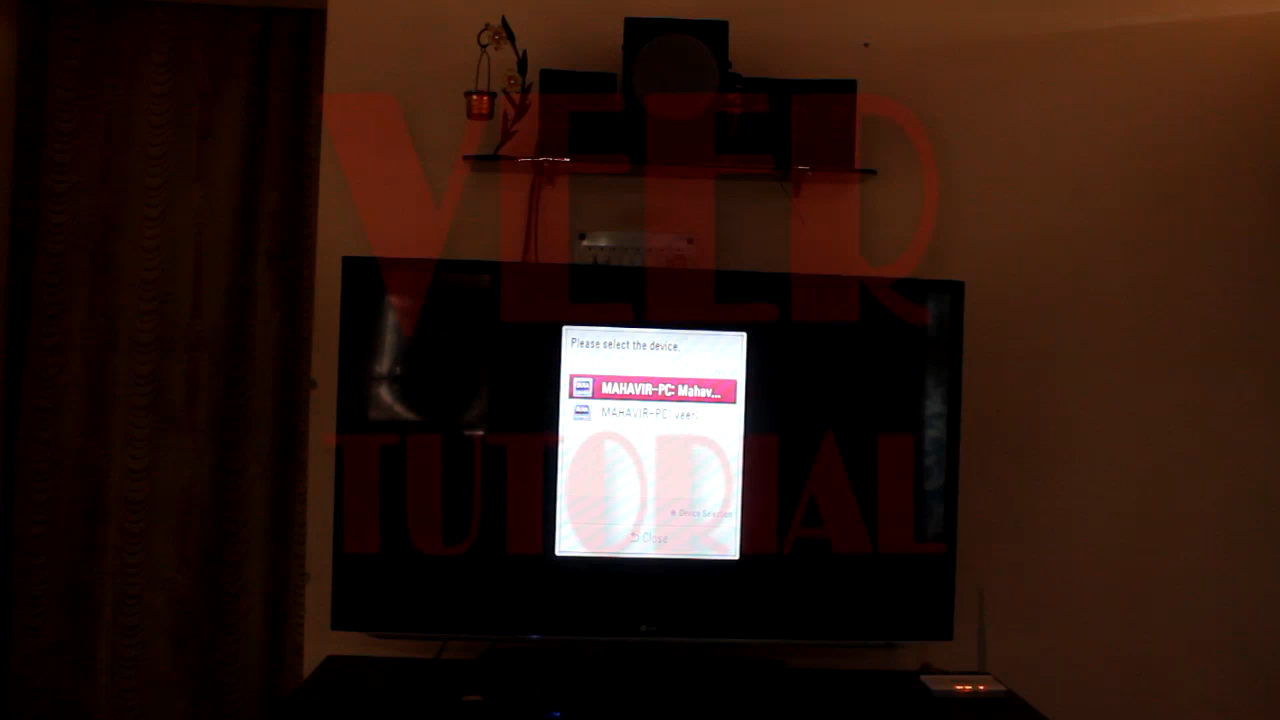 VEER
Please select the device.
MAHAVIR-PC: Mahav...
MAHAVIR-PC: veer
TUTORIAL
Device Selection
Close